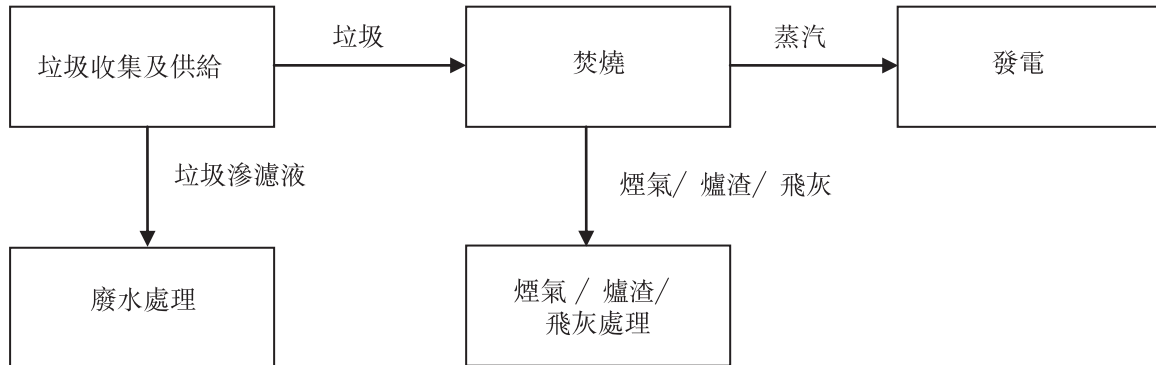 垃圾收集及供給
垃圾
焚燒
蒸汽
發電
垃圾滲濾液
煙氣/ 爐渣/ 飛灰
廢水處理
煙氣 / 爐渣/
飛灰處理